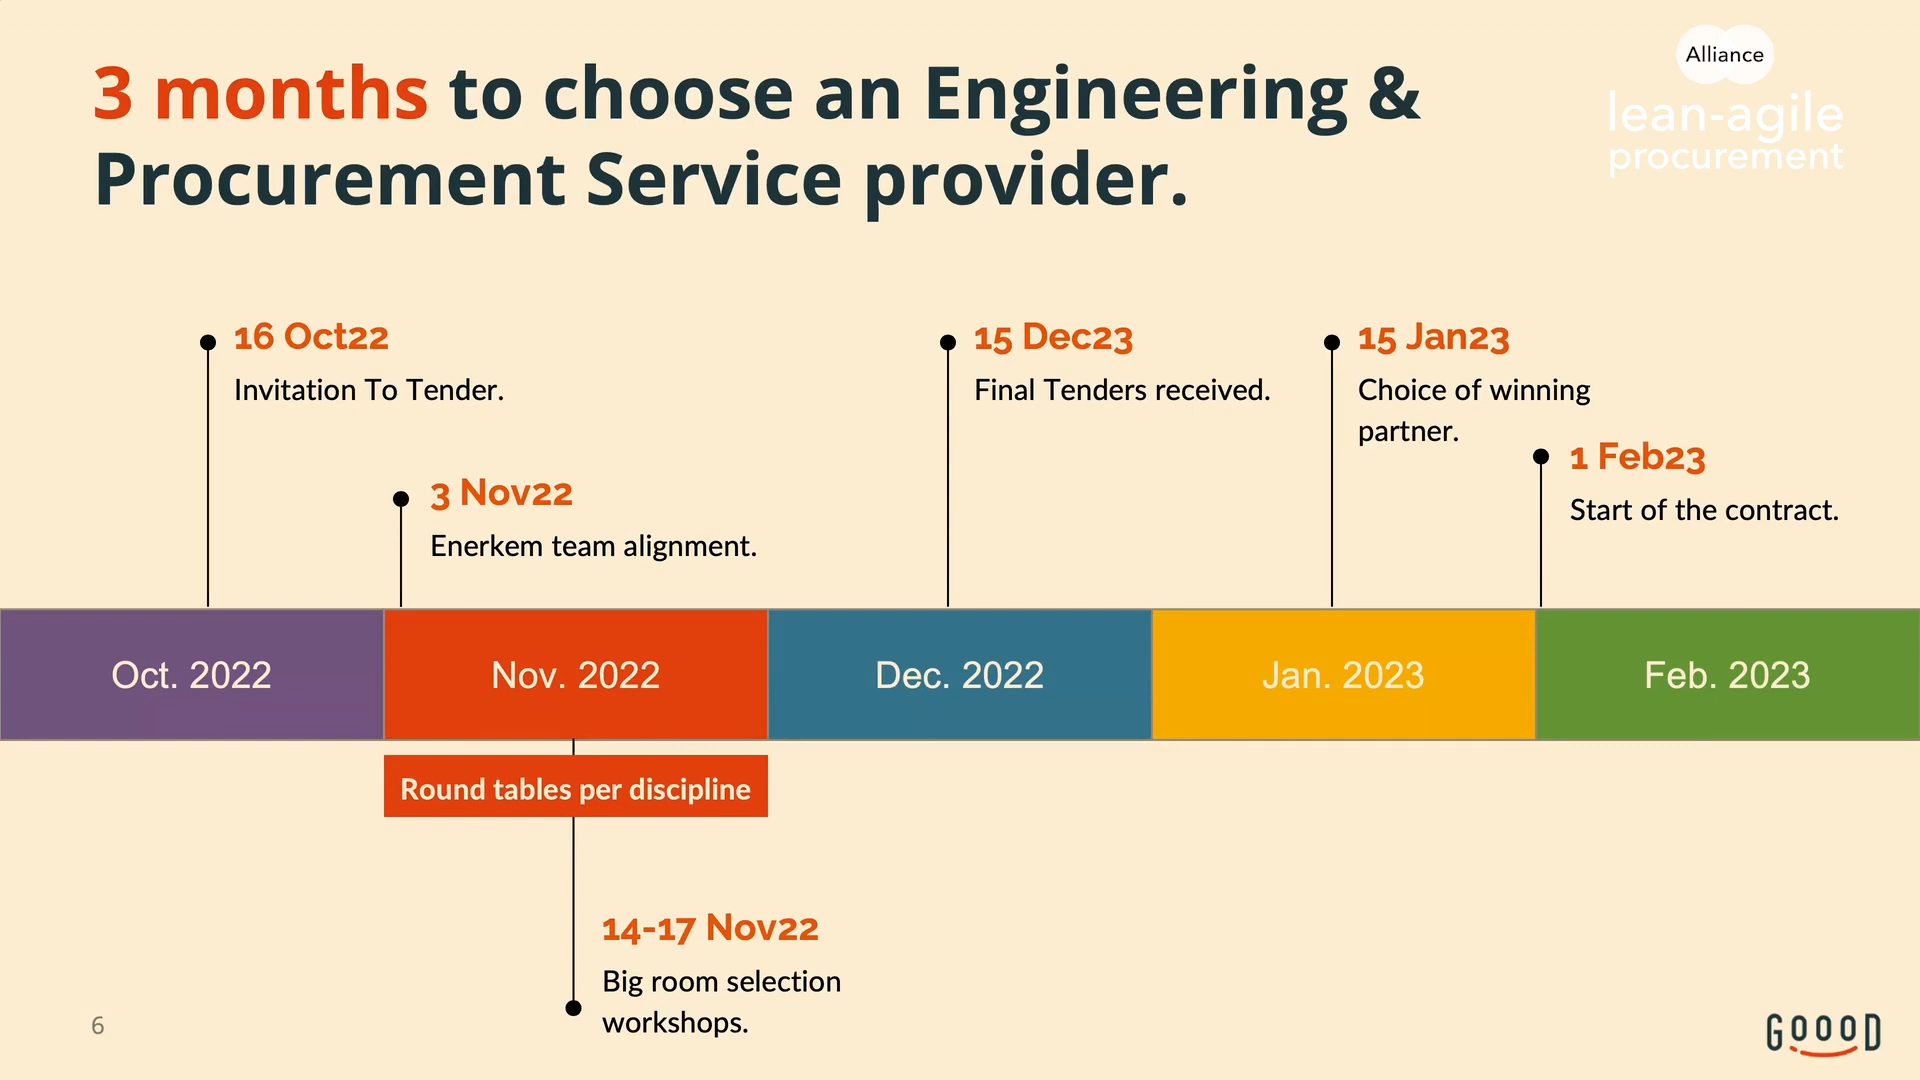 3 months to choose an Engineering &
Procurement Service provider.
Alliance
lean-agile
procurement
16 Oct22
Invitation To Tender.
3 Nov22
Enerkem team alignment.
15 Dec23
Final Tenders received.
15 Jan23
Choice of winning
partner.
1 Feb23
Start of the contract.
Oct. 2022
Nov. 2022
Dec. 2022
Jan. 2023
Feb. 2023
Round tables per discipline
14-17 Nov22
Big room selection
workshops.
6
GOOOD